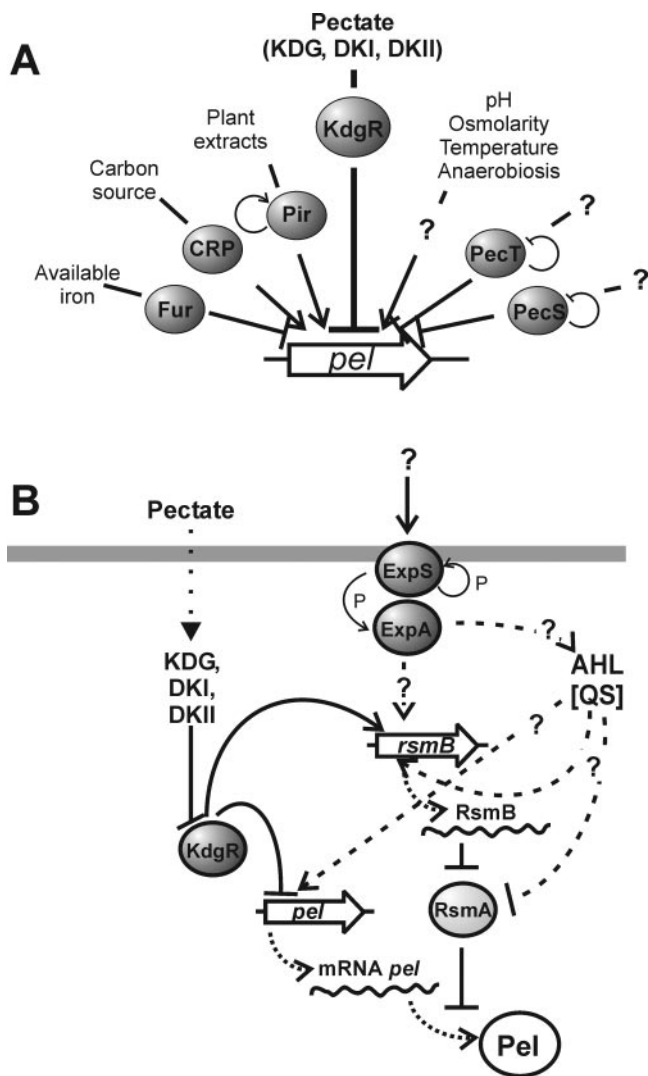 A
Pectate
(KDG, DKI, DKII)
KdgR
Plant
extracts
pH
Osmolarity
Temperature
Anaerobiosis
Carbon
source
Pir
?
?
CRP
PecT
?
Available
iron
Fur
PecS
pel
B
?
Pectate
ExpS
P
P
ExpA
?
KDG,
DKI,
DKII
AHL
[QS]
?
rsmB
?
?
RsmB
KdgR
RsmA
pel
mRNA pel
Pel